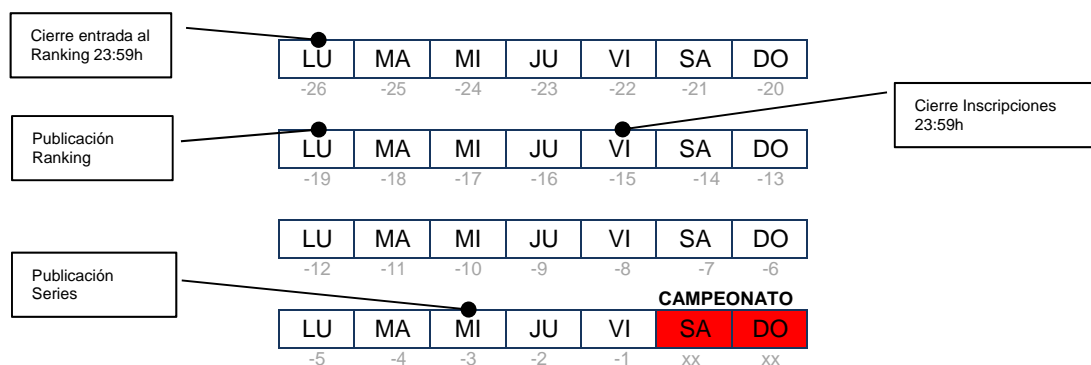 Cierre entrada al
Ranking 23:59h
LU MA MI JU VI SA DO
-26 -25 -24 -23 -22 -21 -20
Cierre Inscripciones
23:59h
Publicación
Ranking
LU MA MI JU VI SA DO
-19 -18 -17 -16 -15 -14 -13
LU MA MI JU VI SA DO
-12 -11 -10 -9 -8 -7 -6
Publicación
Series
CAMPEONATO
LU MA MI JU VI SA DO
-5 -4 -3 -2 -1 xx xx